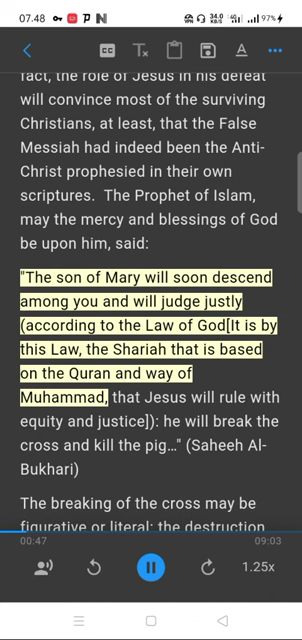 07.48
97%
CC
A
fact, the role of Jesus in his defeat
will convince most of the surviving
Christians, at least, that the False
Messiah had indeed been the Anti-
Christ prophesied in their own
scriptures.  The Prophet of Islam,
may the mercy and blessings of God
be upon him, said:
"The son of Mary will soon descend
among you and will judge justly
(according to the Law of God[It is by
this Law, the Shariah that is based
on the Quran and way of
Muhammad, that Jesus will rule with
equity and justice]): he will break the
cross and kill the pig…" (Saheeh Al-
Bukhari)
The breaking of the cross may be
figurative or literal; the destruction
00:47
09:03
1.25x